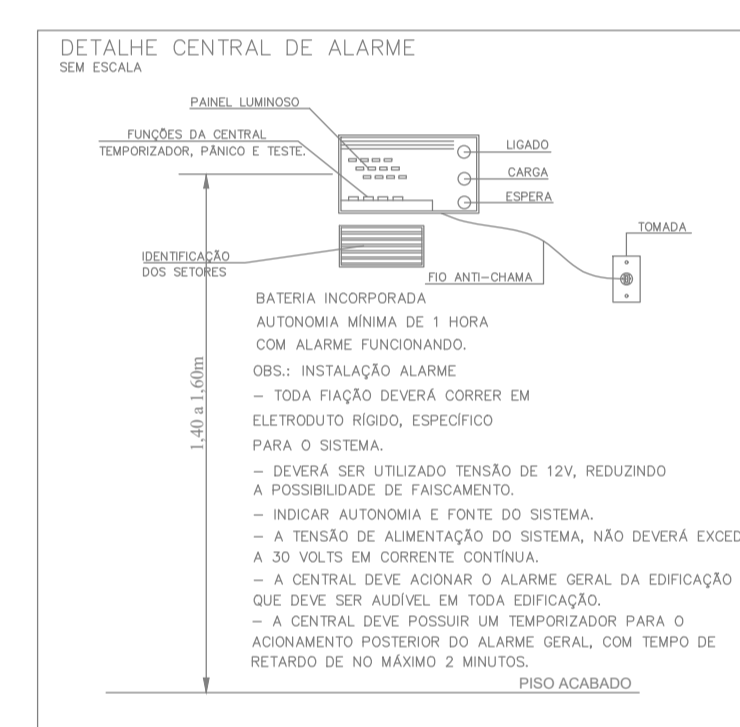 DETALHE CENTRAL DE ALARME
SEM ESCALA
PAINEL LUMINOSO
FUNÇÕES DA CENTRAL
TEMPORIZADOR, PÂNICO E TESTE.
LIGADO
CARGA
ESPERA
TOMADA
IDENTIFICAÇÃO
DOS SETORES
FIO ANTI-CHAMA
1,40 a 1,60m
BATERIA INCORPORADA
AUTONOMIA MÍNIMA DE 1 HORA
COM ALARME FUNCIONANDO.
OBS.: INSTALAÇÃO ALARME
– TODA FIAÇÃO DEVERÁ CORRER EM
ELETRODUTO RÍGIDO, ESPECÍFICO
PARA O SISTEMA.
– DEVERÁ SER UTILIZADO TENSÃO DE 12V, REDUZINDO
A POSSIBILIDADE DE FAISCAMENTO.
– INDICAR AUTONOMIA E FONTE DO SISTEMA.
– A TENSÃO DE ALIMENTAÇÃO DO SISTEMA, NÃO DEVERÁ EXCED
A 30 VOLTS EM CORRENTE CONTÍNUA.
– A CENTRAL DEVE ACIONAR O ALARME GERAL DA EDIFICAÇÃO
QUE DEVE SER AUDÍVEL EM TODA EDIFICAÇÃO.
– A CENTRAL DEVE POSSUIR UM TEMPORIZADOR PARA O
ACIONAMENTO POSTERIOR DO ALARME GERAL, COM TEMPO DE
RETARDO DE NO MÁXIMO 2 MINUTOS.
PISO ACABADO